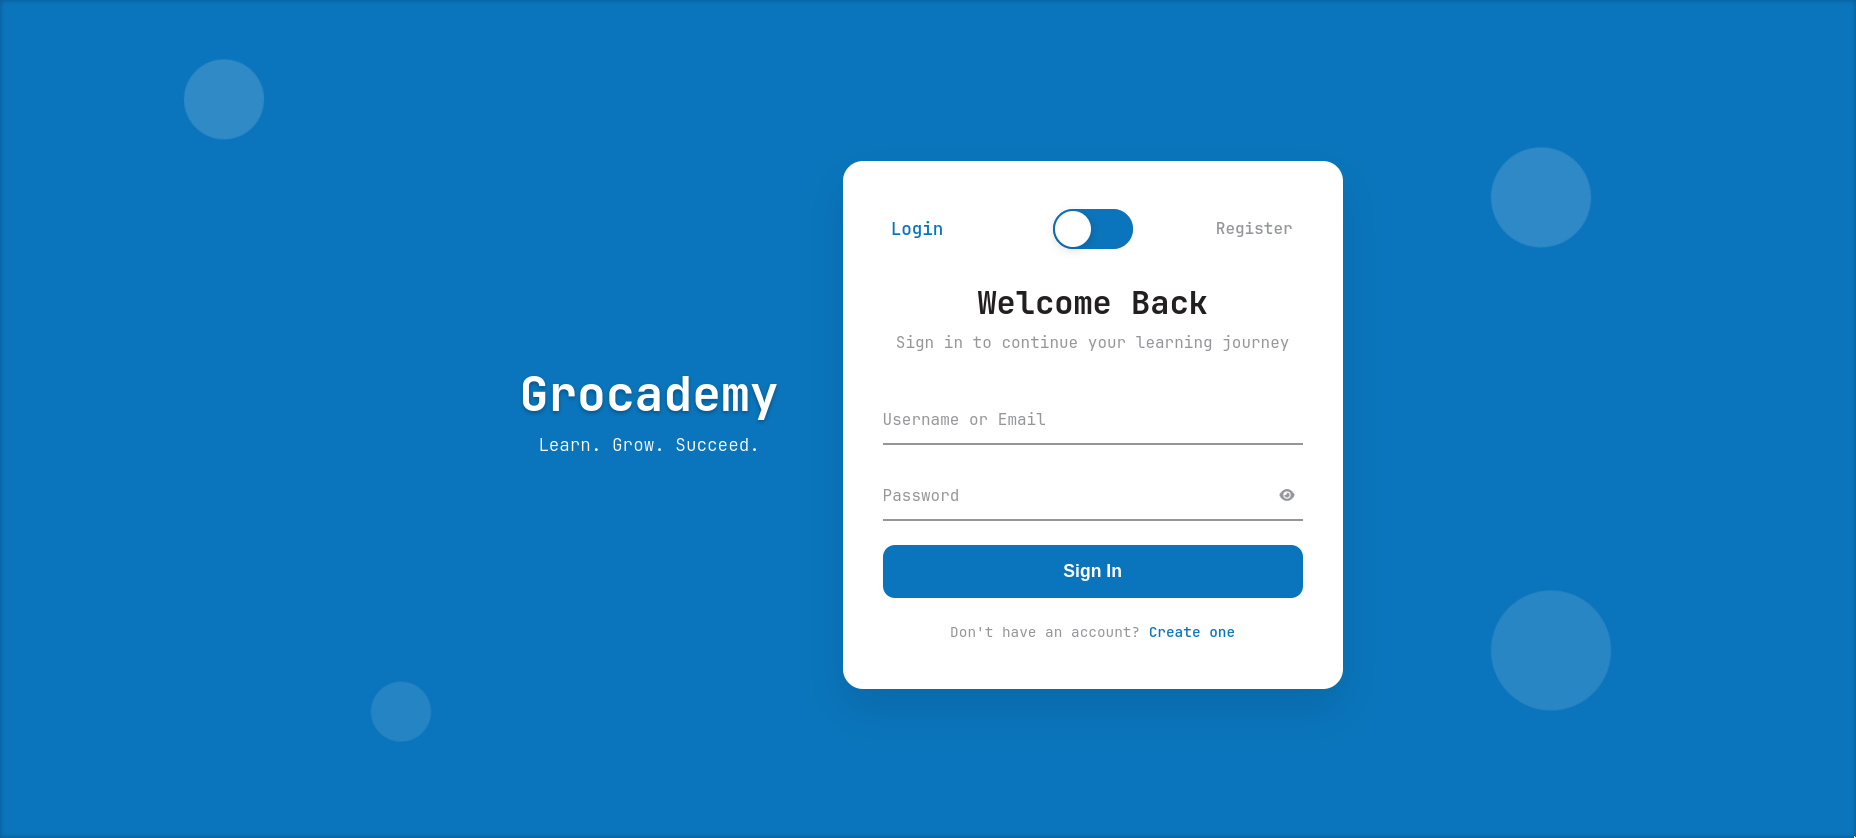 Grocademy
Learn. Grow. Succeed.
Login
Register
Welcome Back
Sign in to continue your learning journey
Username or Email
Password
Sign In
Don't have an account? Create one